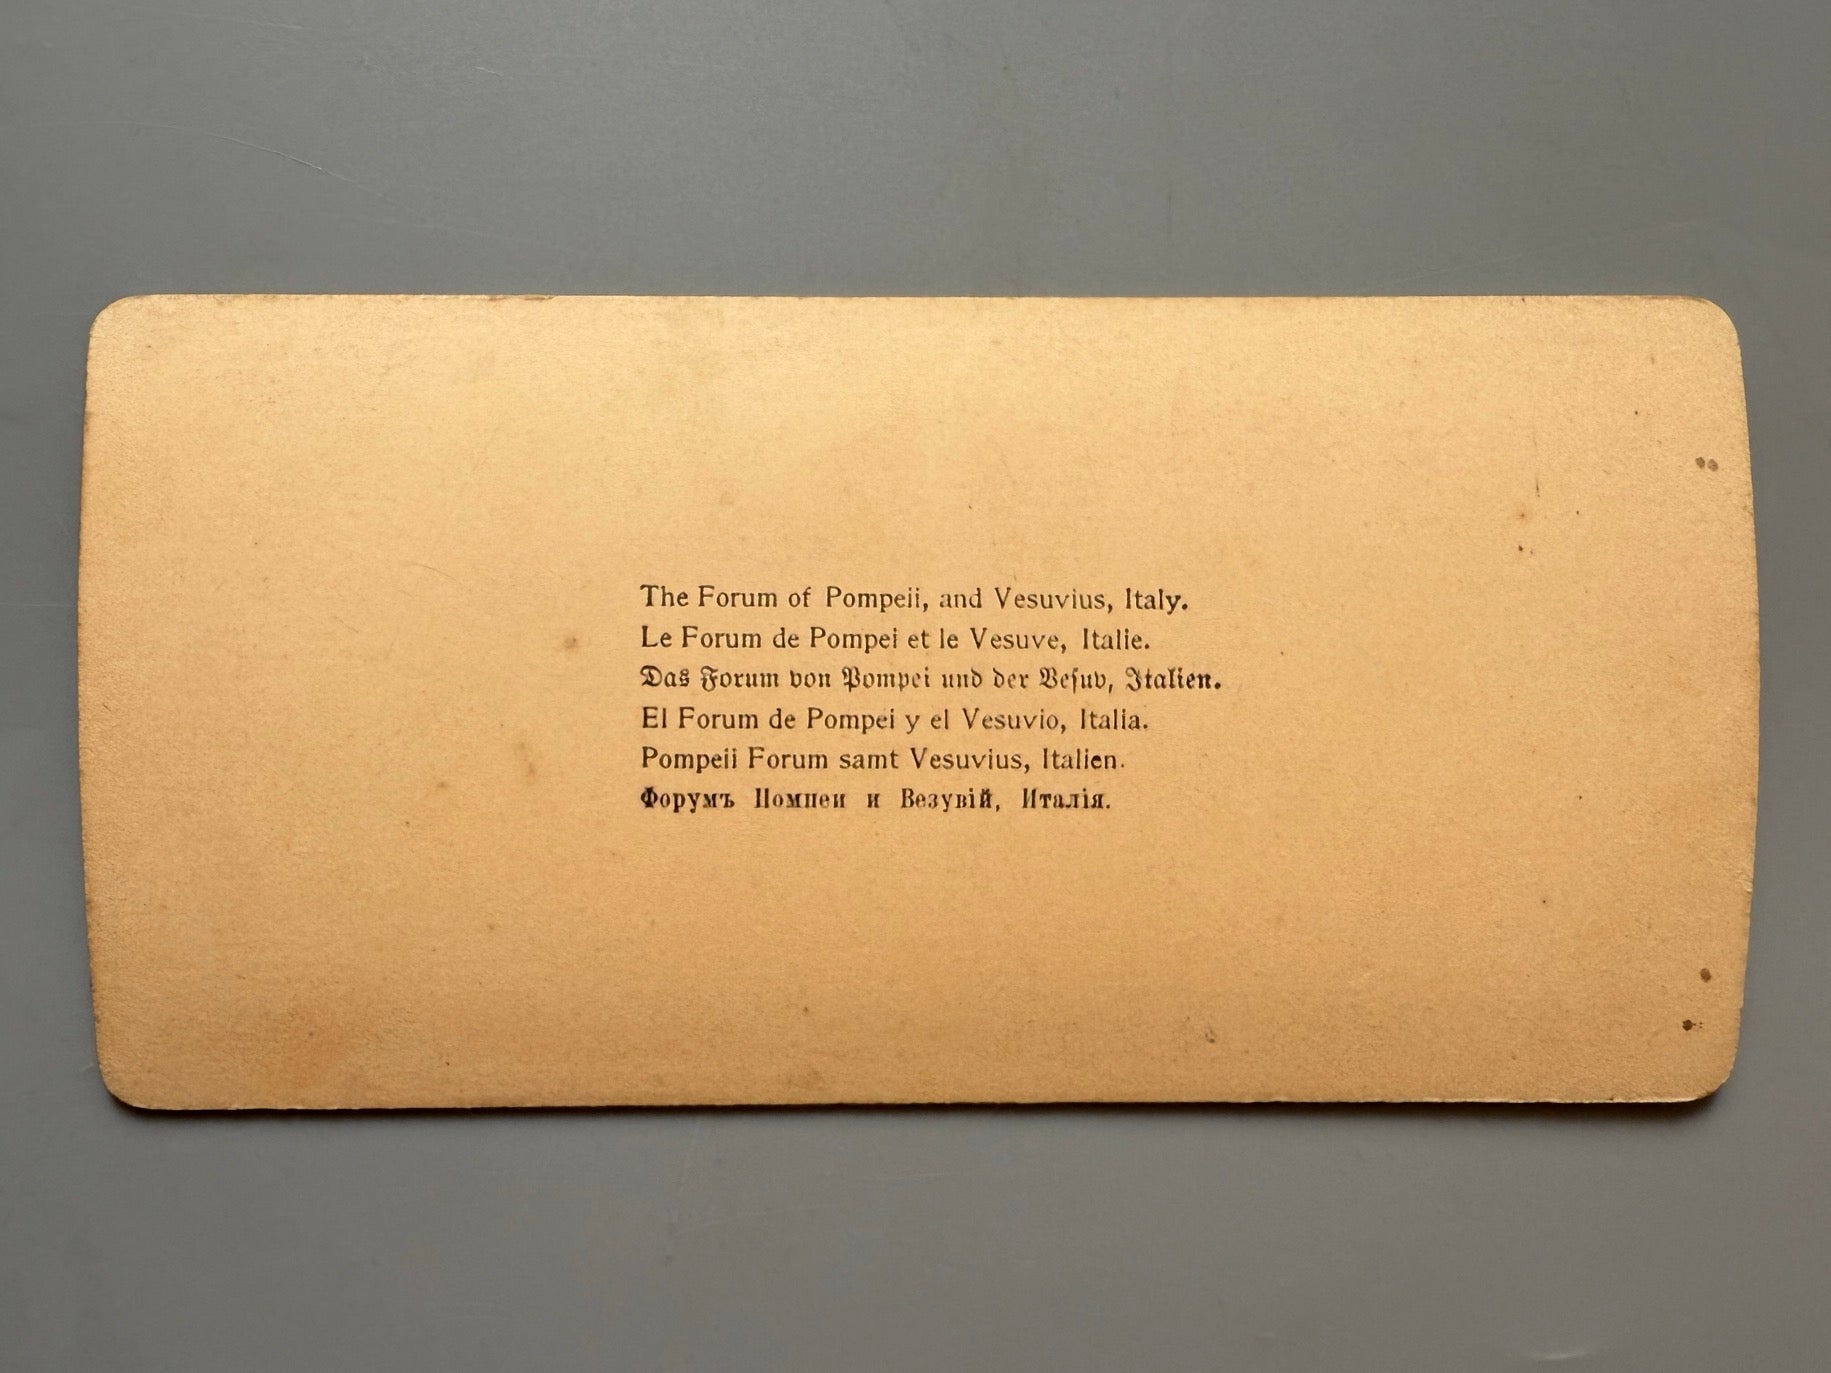 The Forum of Pompeii, and Vesuvius, Italy.
Le Forum de Pompei et le Vesuve, Italie.
Das Forum von Pompei und der Vesuv, Italien.
El Forum de Pompei y el Vesuvio, Italia.
Pompeii Forum samt Vesuvius, Italien.
Форумъ Помпеи и Везувій, Италія.